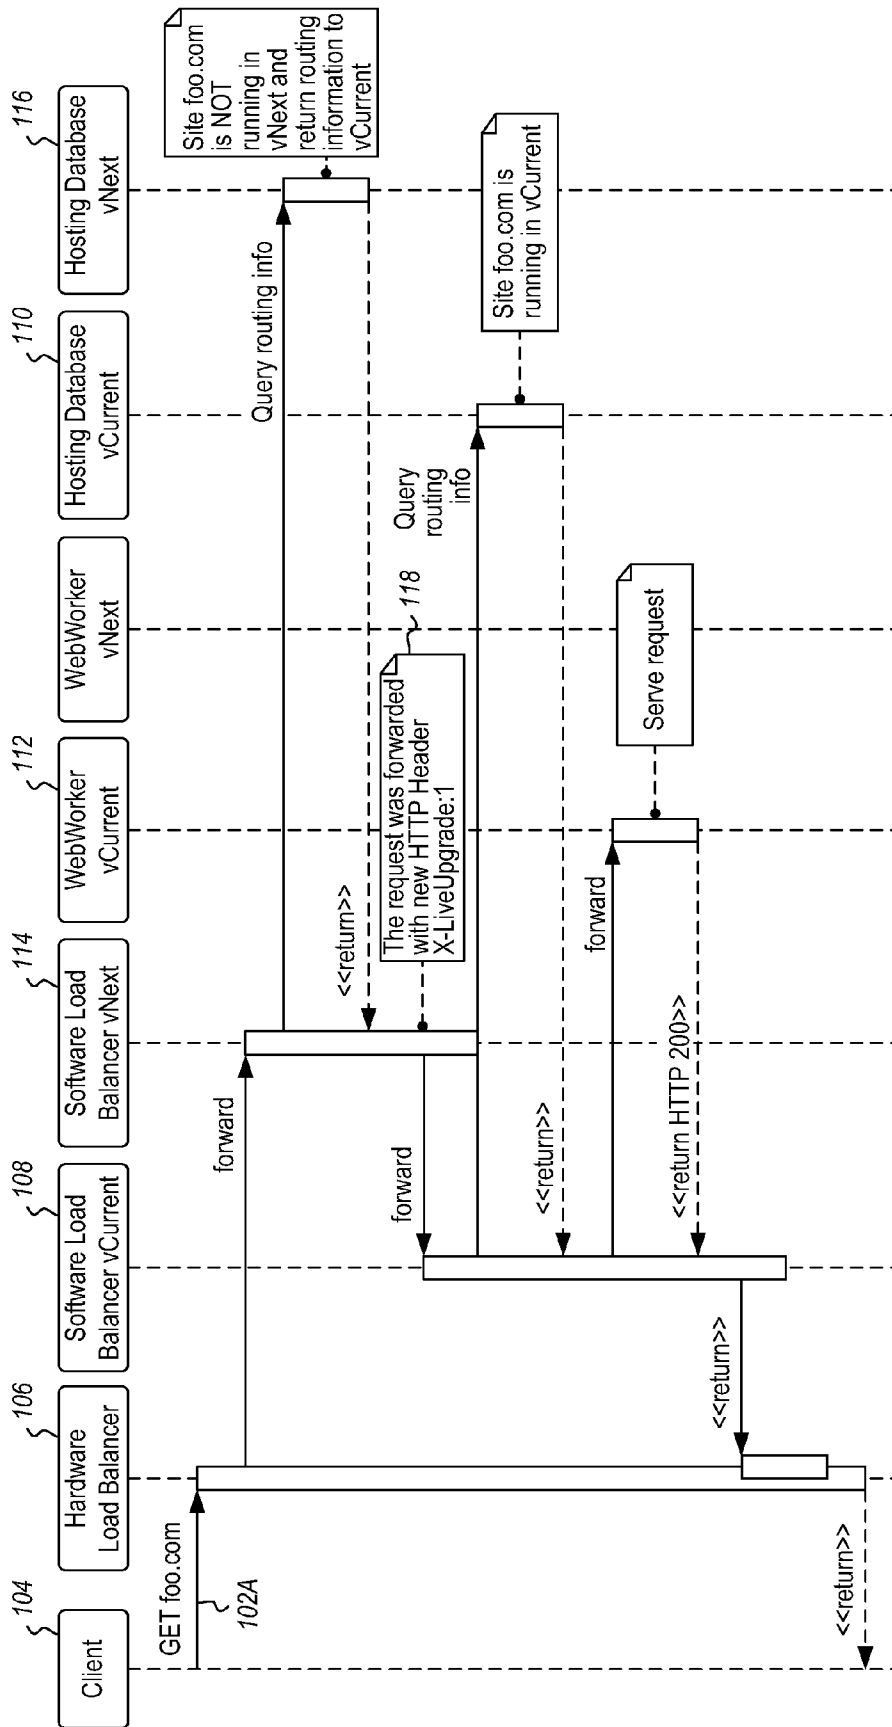 104
Client
106
Hardware
Load Balancer
108
Software Load
Balancer vCurrent
114
Software Load
Balancer vNext
112
WebWorker
vCurrent
WebWorker
vNext
110
Hosting Database
vCurrent
116
Hosting Database
vNext
GET foo.com
102A
forward
Query routing info
Site foo.com
is NOT
running in
vNext and
return routing
information to
vCurrent
<<return>>
118
The request was forwarded
with new HTTP Header
X-LiveUpgrade:1
forward
Query
routing
info
Site foo.com is
running in vCurrent
<<return>>
forward
Serve request
<<return HTTP 200>>
<<return>>
<<return>>